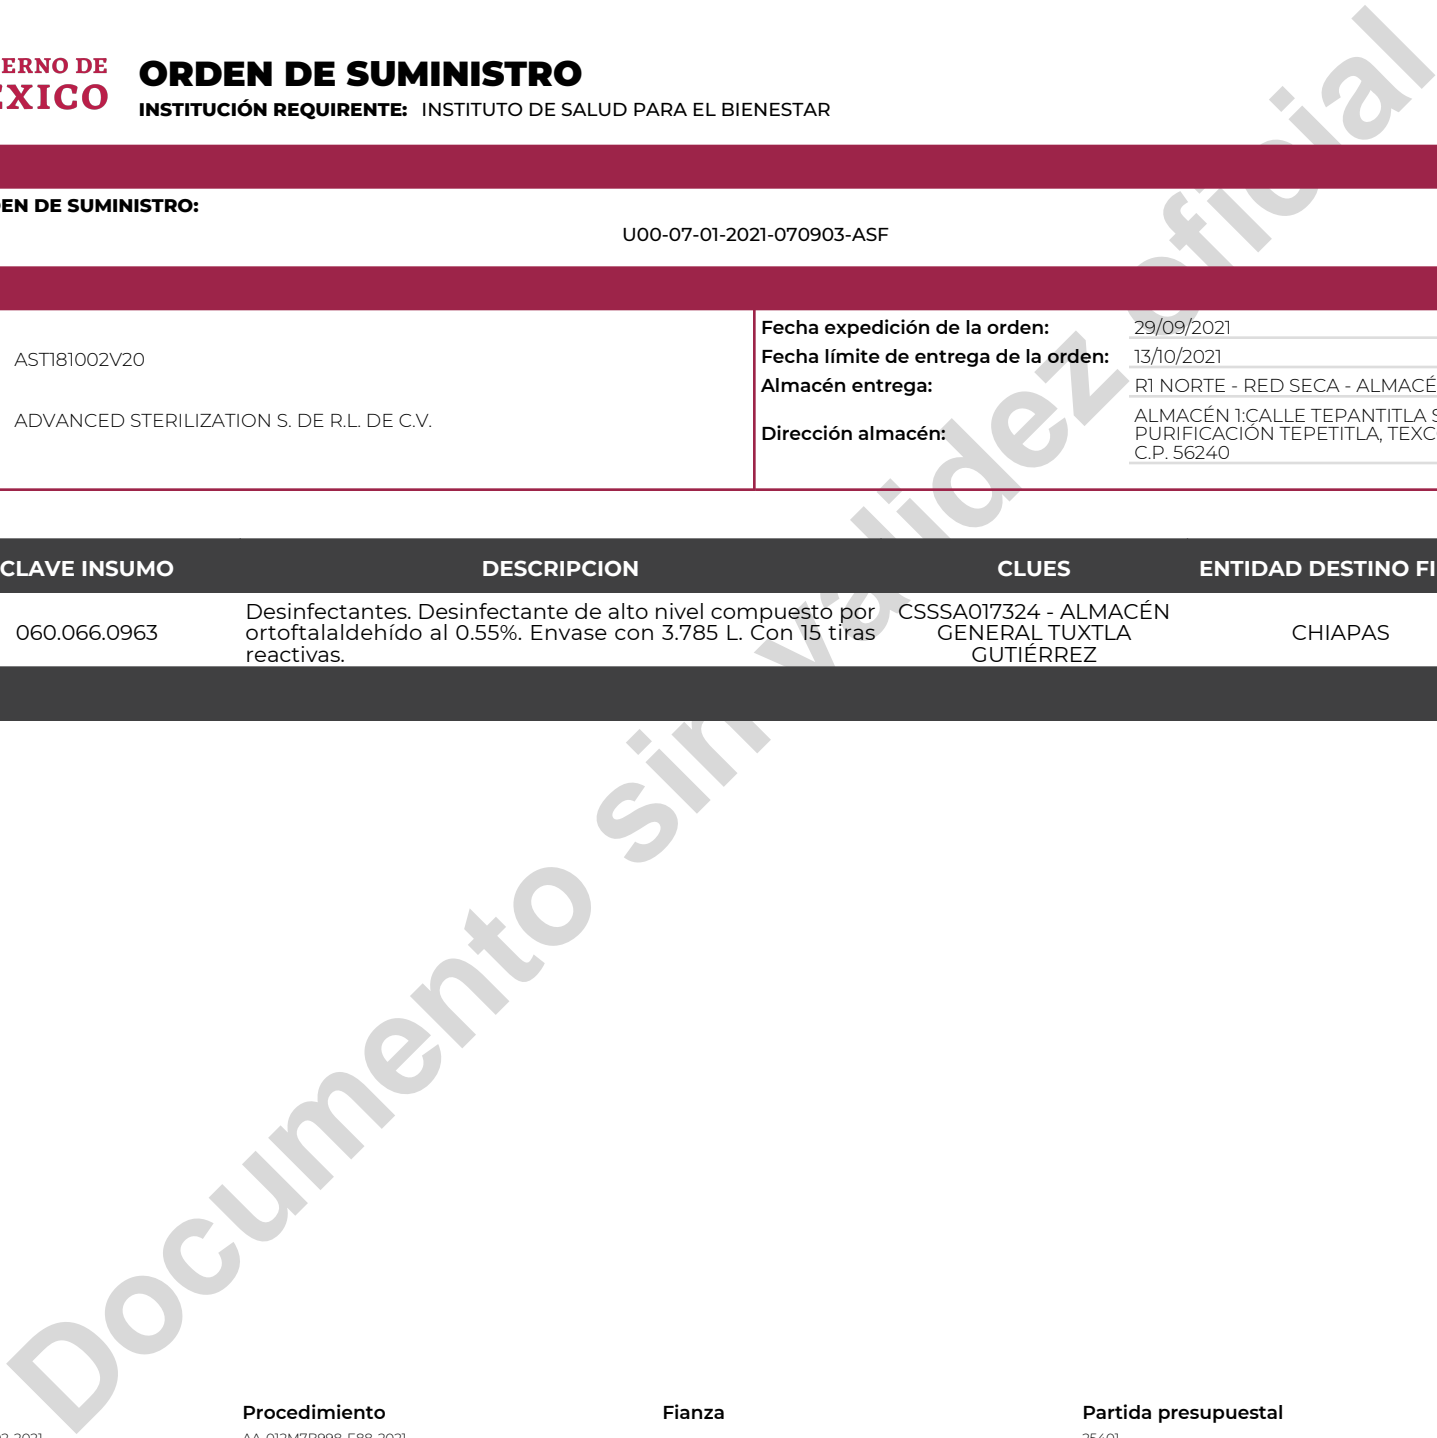 ERNO DE
EXICO
ORDEN DE SUMINISTRO
INSTITUCIÓN REQUIRENTE: INSTITUTO DE SALUD PARA EL BIENESTAR
EN DE SUMINISTRO:
U00-07-01-2021-070903-ASF
AST181002V20
ADVANCED STERILIZATION S. DE R.L. DE C.V.
Fecha expedición de la orden: 29/09/2021
Fecha límite de entrega de la orden: 13/10/2021
Almacén entrega: R1 NORTE - RED SECA - ALMACÉ
Dirección almacén:
ALMACÉN 1:CALLE TEPANTITLA S
PURIFICACIÓN TEPETITLA, TEXC
C.P. 56240
CLAVE INSUMO DESCRIPCION CLUES ENTIDAD DESTINO FI
060.066.0963
Desinfectantes. Desinfectante de alto nivel compuesto por
ortoftalaldehído al 0.55%. Envase con 3.785 L. Con 15 tiras
reactivas.
CSSSA017324 - ALMACÉN
GENERAL TUXTLA
GUTIÉRREZ
CHIAPAS
Documento sin validez oficial
Procedimiento Fianza Partida presupuestal